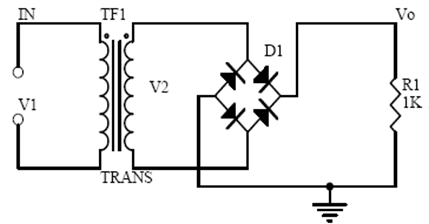 IN TF1 Vo
D1
V2
R1
V1 1K
TRANS